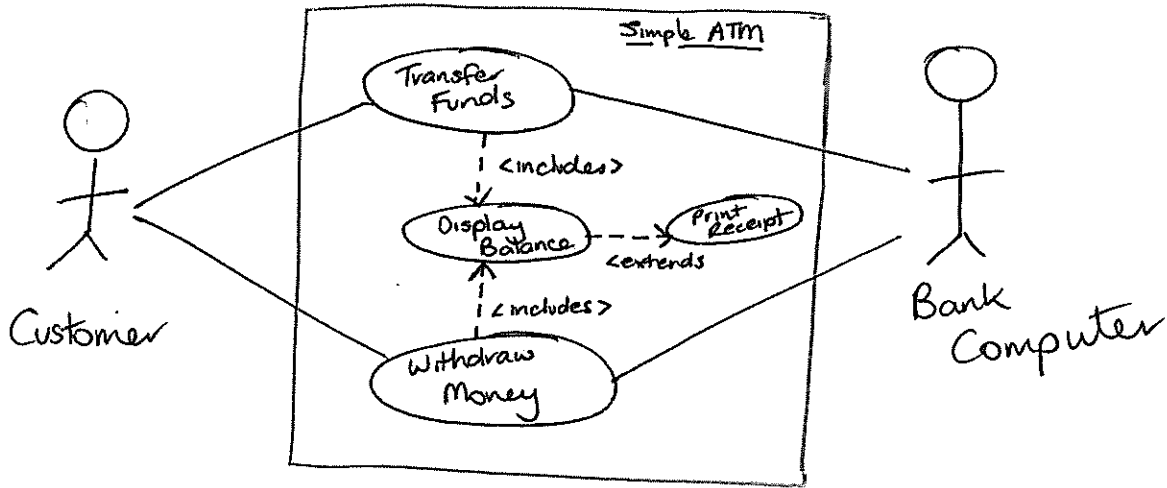 Simple ATM
Transfer
Funds
<includes>
Display
Balance
Print
Receipt
<extends
<includes>
Withdraw
Money
Customer
Bank
Computer